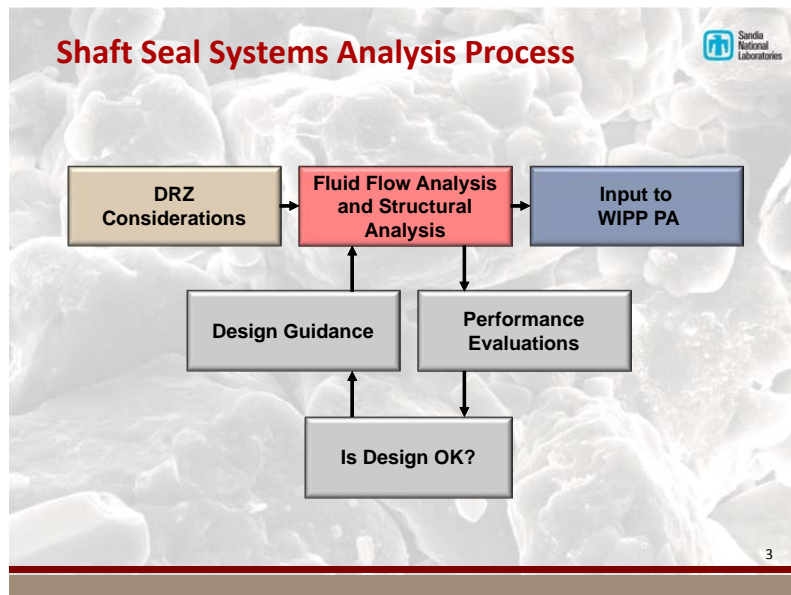 Shaft Seal Systems Analysis Process
Sandia
National
Laboratories
DRZ
Considerations
Fluid Flow Analysis
and Structural
Analysis
Input to
WIPP PA
Design Guidance
Performance
Evaluations
Is Design OK?
3